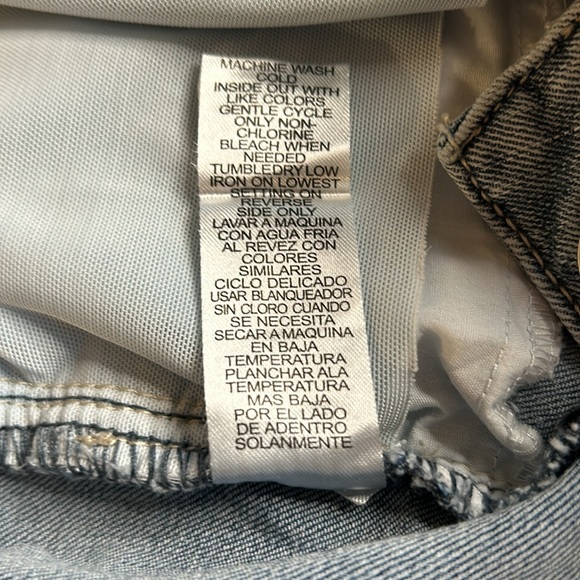 MACHINE WASH
COLD
INSIDE OUT WITH
LIKE COLORS
GENTLE CYCLE
ONLY NON-
CHLORINE
BLEACH WHEN
NEEDED
TUMBLEDRY LOW
IRON ON LOWEST
SETTING ON
REVERSE
SIDE ONLY
LAVAR A MAQUINA
CON AGUA FRIA
AL REVEZ CON
COLORES
SIMILARES
CICLO DELICADO
USAR BLANQUEADOR
SIN CLORO CUANDO
SE NECESITA
SECAR A MAQUINA
EN BAJA
TEMPERATURA
PLANCHAR ALA
TEMPERATURA
MAS BAJA
POR EL LADO
DE ADENTRO
SOLANMENTE